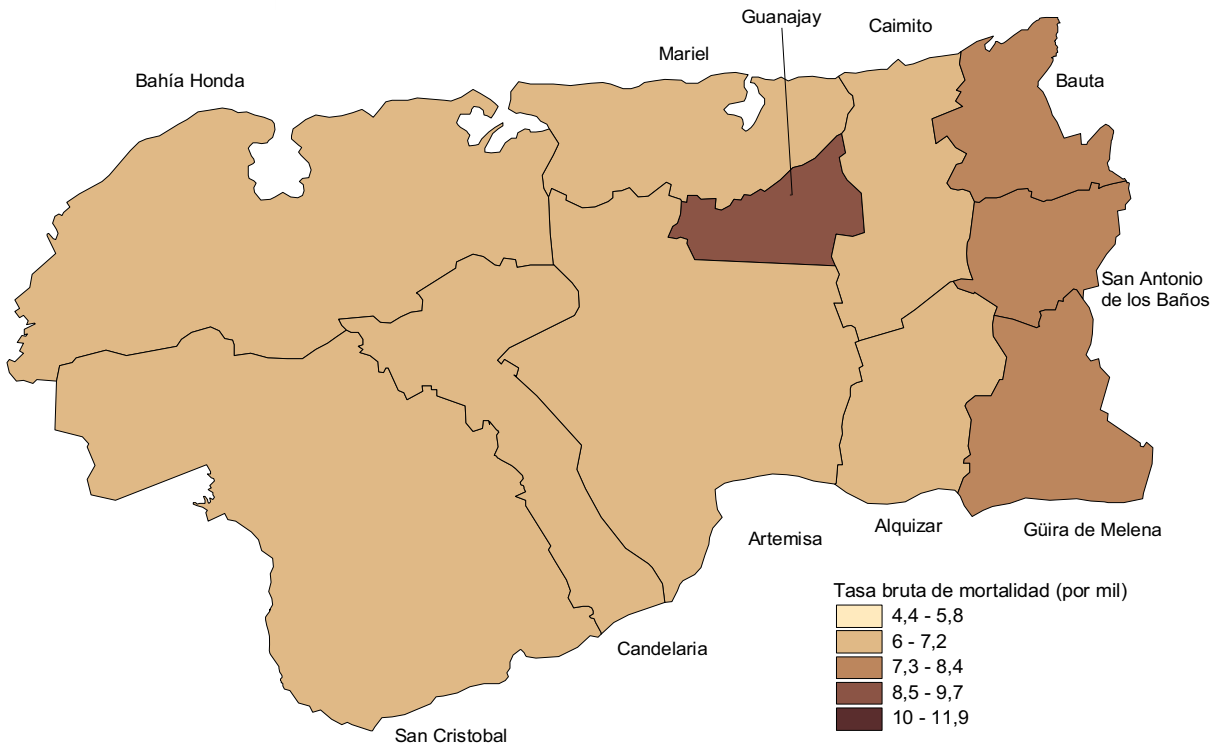 Guanajay
Caimito
Mariel
Bahía Honda
Bauta
San Antonio
de los Baños
Alquizar
Güira de Melena
Artemisa
Candelaria
San Cristobal
Tasa bruta de mortalidad (por mil)
4,4 - 5,8
6 - 7,2
7,3 - 8,4
8,5 - 9,7
10 - 11,9